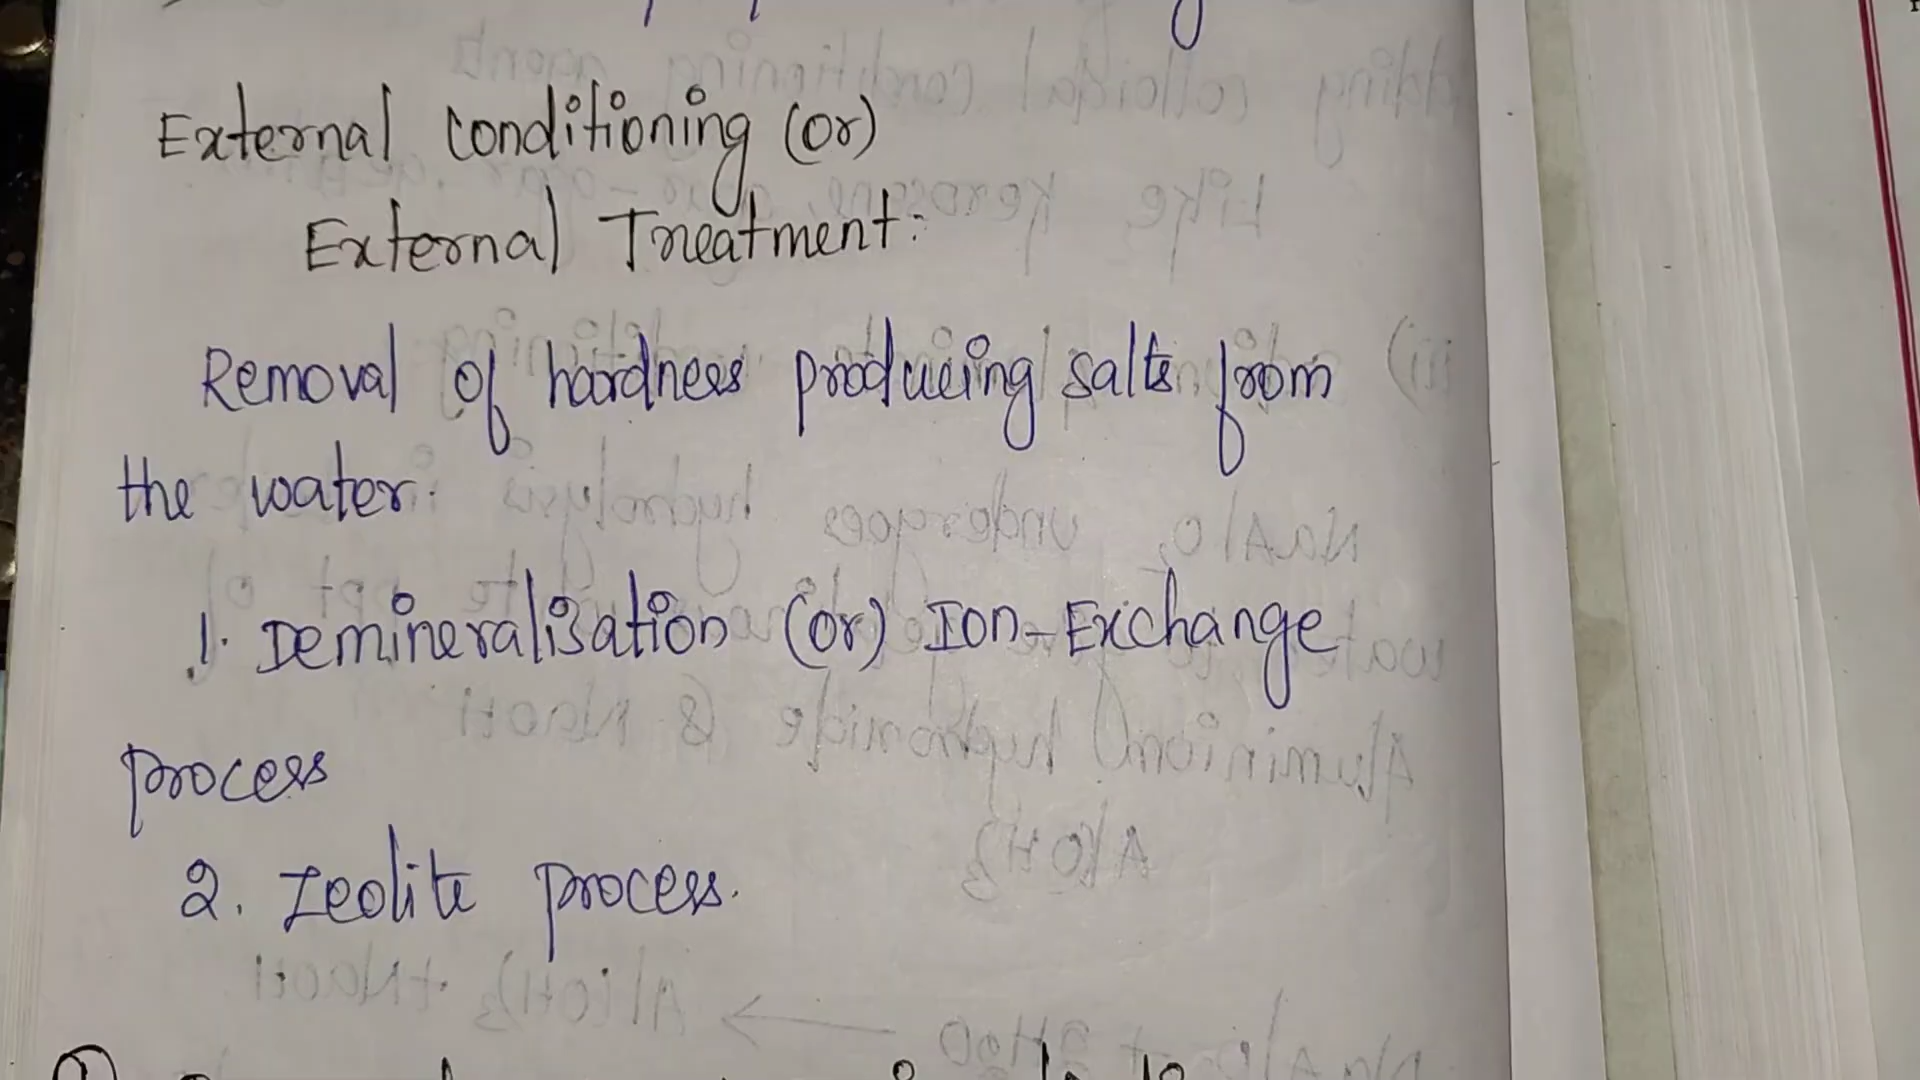 External conditioning (or)
External Treatment:
Removal of hardness producing salts from
the water.
1. Demineralisation (or) Ion-Exchange
process
2. Zeolite process.